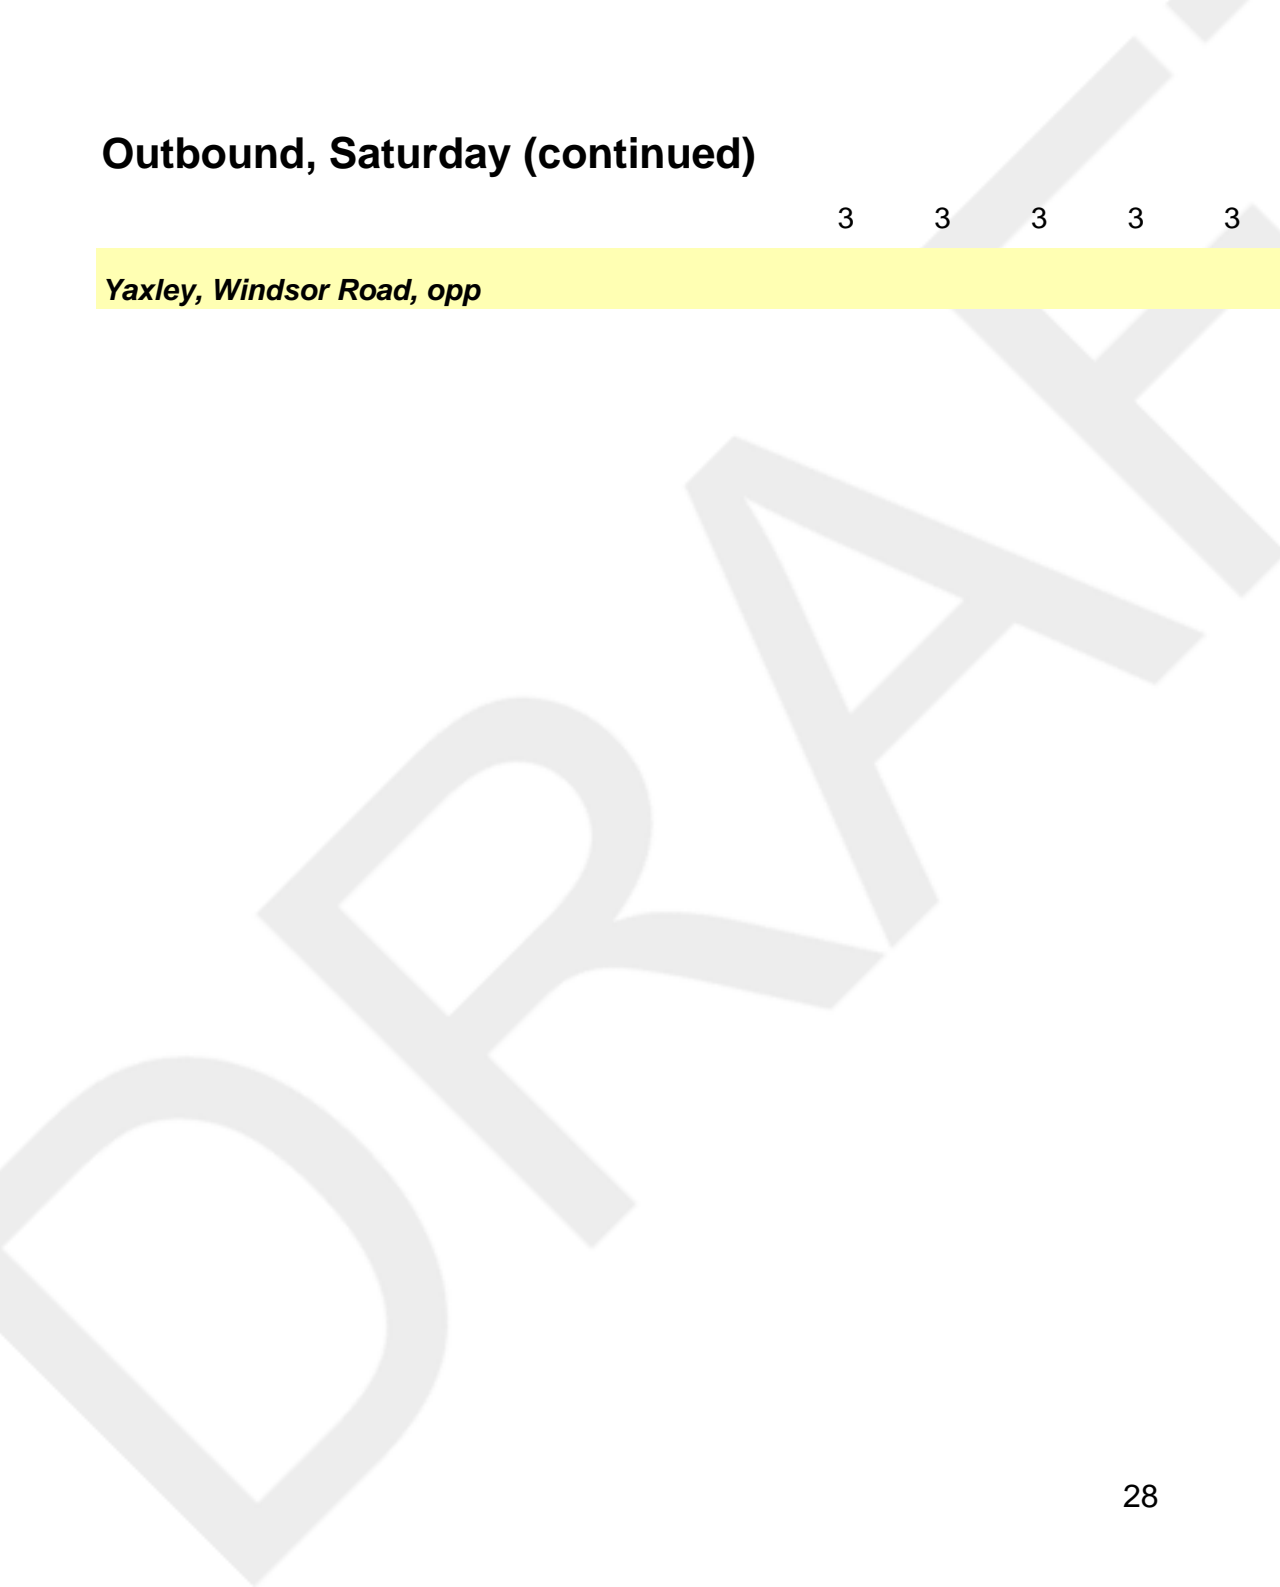 Outbound, Saturday (continued)
3 3 3 3 3
Yaxley, Windsor Road, opp
DRAFT
28